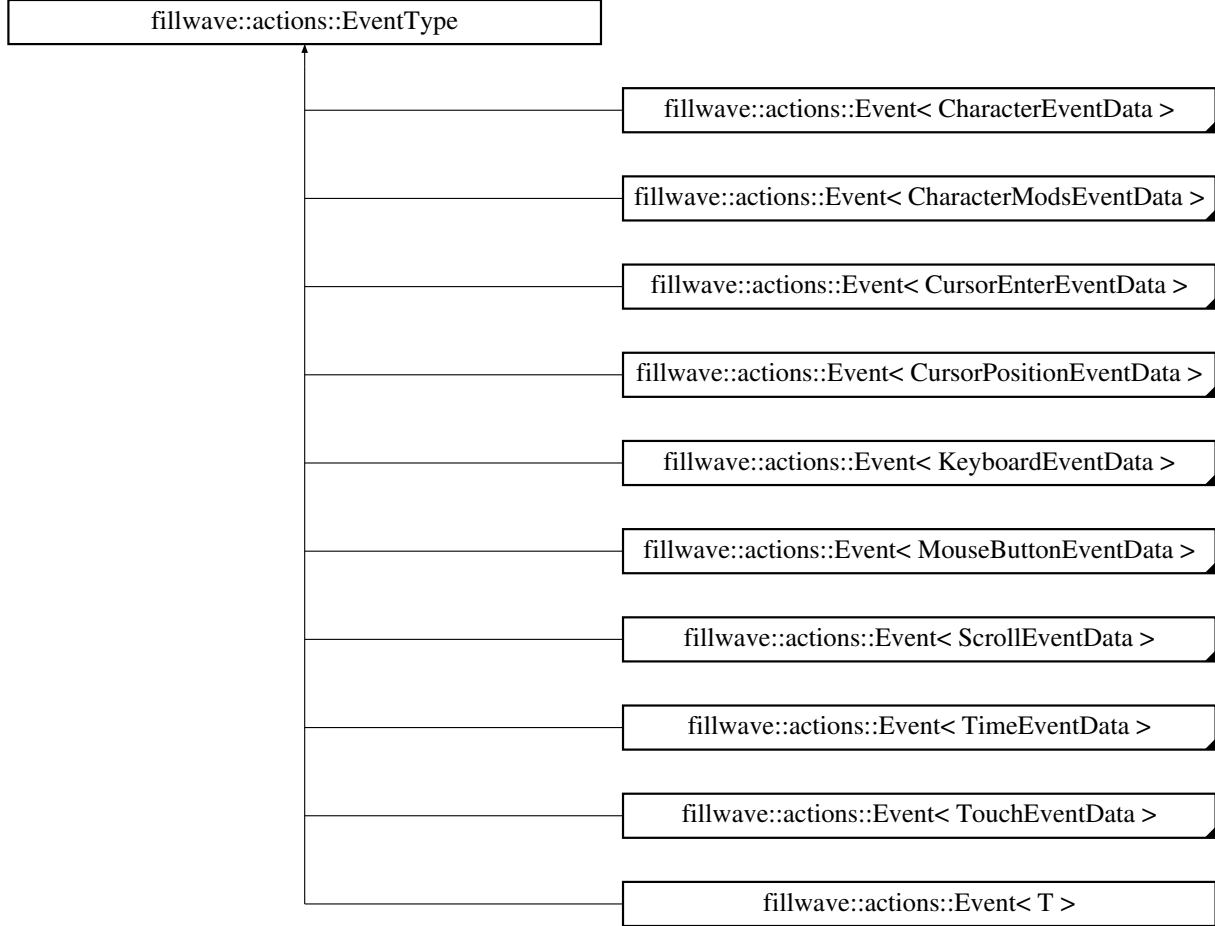 fillwave::actions::EventType
fillwave::actions::Event< CharacterEventData >
fillwave::actions::Event< CharacterModsEventData >
fillwave::actions::Event< CursorEnterEventData >
fillwave::actions::Event< CursorPositionEventData >
fillwave::actions::Event< KeyboardEventData >
fillwave::actions::Event< MouseButtonEventData >
fillwave::actions::Event< ScrollEventData >
fillwave::actions::Event< TimeEventData >
fillwave::actions::Event< TouchEventData >
fillwave::actions::Event< T >